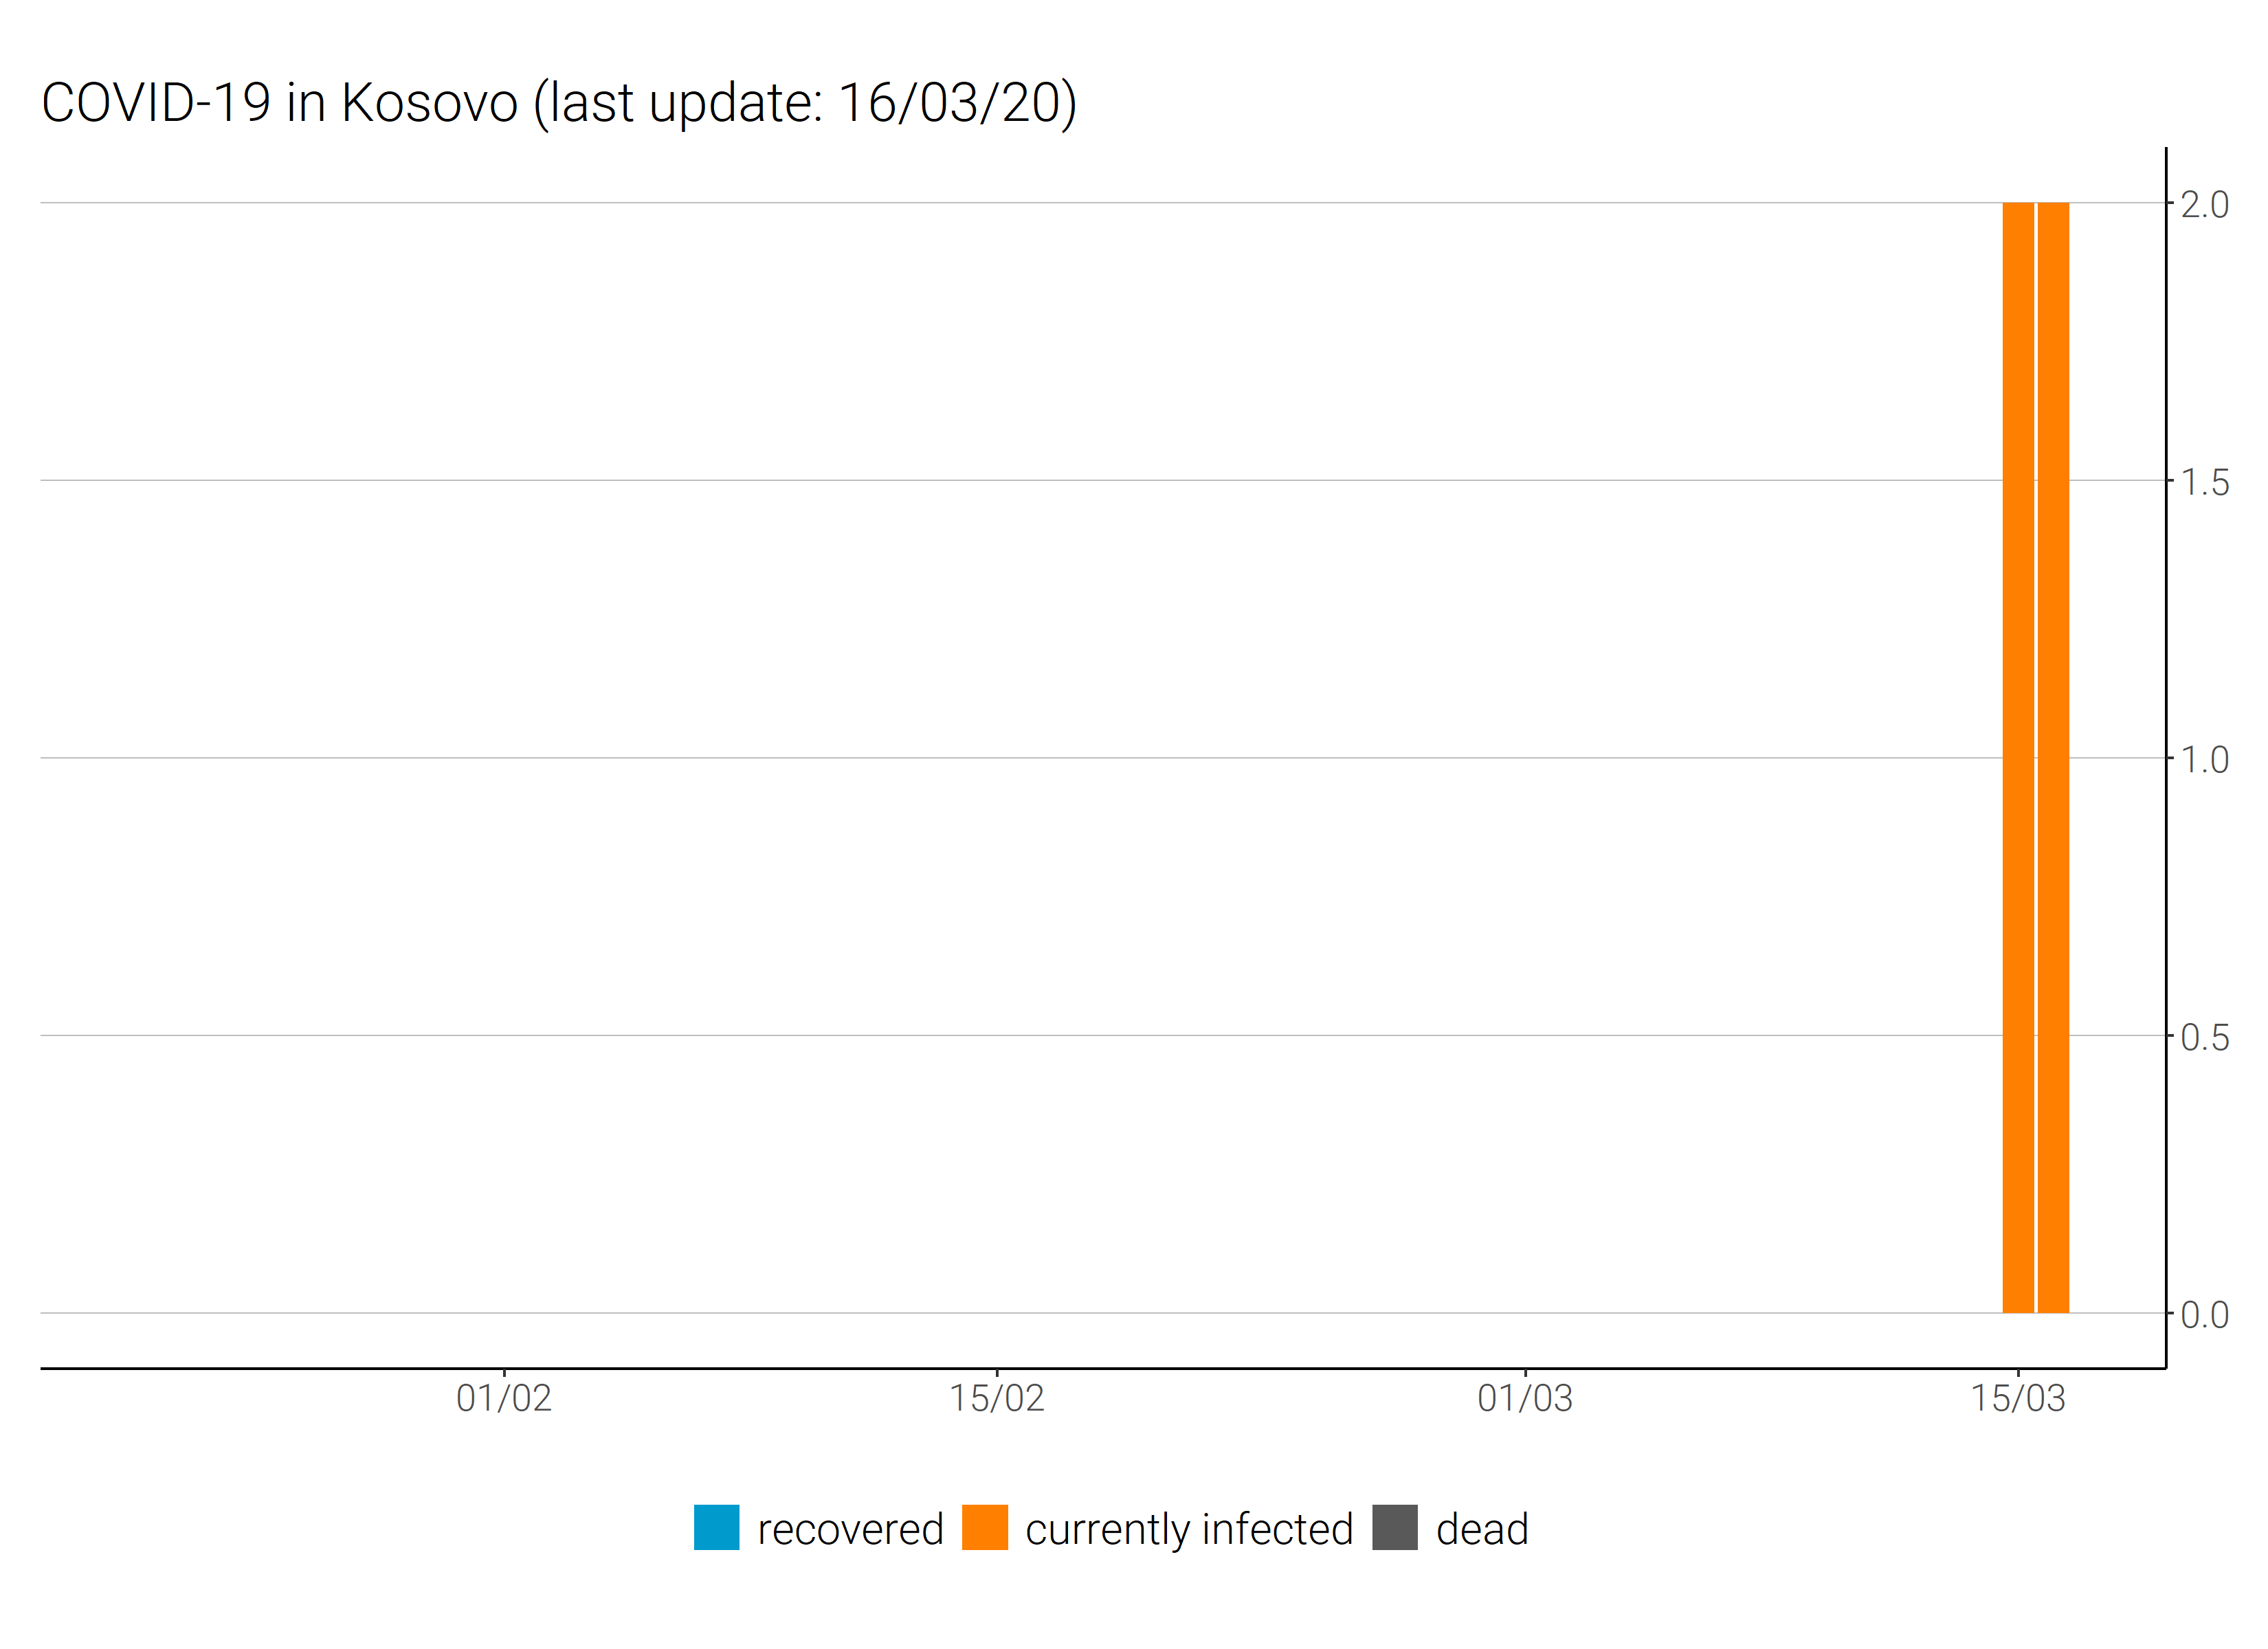 COVID-19 in Kosovo (last update: 16/03/20)
2.0
1.5
1.0
0.5
0.0
01/02 15/02 01/03 15/03
recovered currently infected dead